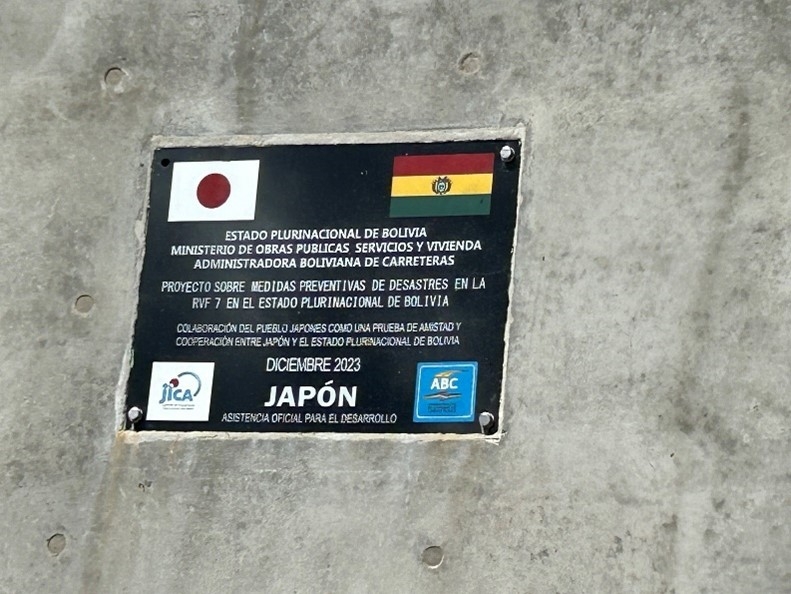 ESTADO PLURINACIONAL DE BOLIVIA
MINISTERIO DE OBRAS PUBLICAS SERVICIOS Y VIVIENDA
ADMINISTRADORA BOLIVIANA DE CARRETERAS
PROYECTO SOBRE MEDIDAS PREVENTIVAS DE DESASTRES EN LA
RVF 7 EN EL ESTADO PLURINACIONAL DE BOLIVIA
COLABORACIÓN DEL PUEBLO JAPONES COMO UNA PRUEBA DE AMISTAD Y
COOPERACIÓN ENTRE JAPÓN Y EL ESTADO PLURINACIONAL DE BOLIVIA
DICIEMBRE 2023
jica
JAPÓN
ABC
ASISTENCIA OFICIAL PARA EL DESARROLLO